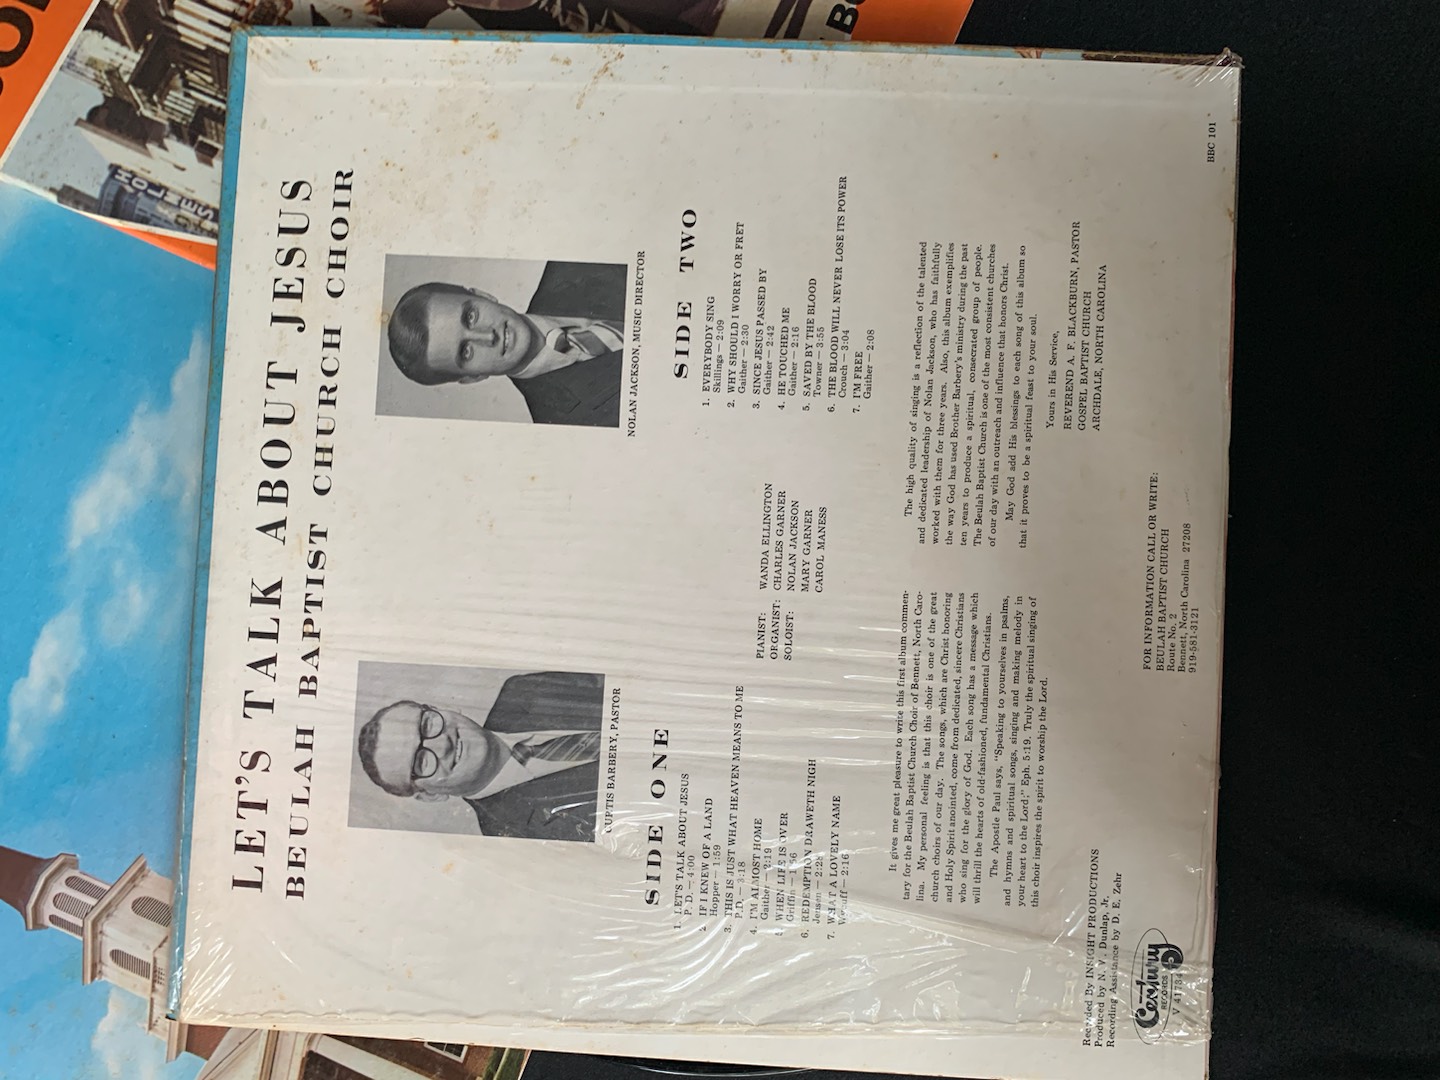 LET'S TALK ABOUT JESUS
BEULAH BAPTIST CHURCH CHOIR
CURTIS BARBERY, PASTOR
NOLAN JACKSON, MUSIC DIRECTOR
SIDE ONE
1. LET'S TALK ABOUT JESUS
P. D. — 4:00
2. IF I KNEW OF A LAND
Hopper — 1:59
3. THIS IS JUST WHAT HEAVEN MEANS TO ME
P.D. — 3:18
4. I'M ALMOST HOME
Gaither —
5. WHEN LIFE IS OVER
Griffin —
6. REDEMPTION DRAWETH NIGH
Jensen —
7. WHAT A LOVELY NAME
— 2:16
PIANIST: WANDA ELLINGTON
ORGANIST: CHARLES GARNER
SOLOIST: NOLAN JACKSON
MARY GARNER
CAROL MANESS
SIDE TWO
1. EVERYBODY SING
Skillings — 2:09
2. WHY SHOULD I WORRY OR FRET
Gaither — 2:30
3. SINCE JESUS PASSED BY
Gaither — 2:42
4. HE TOUCHED ME
Gaither — 2:16
5. SAVED BY THE BLOOD
Towner — 3:55
6. THE BLOOD WILL NEVER LOSE ITS POWER
Crouch — 3:04
7. I'M FREE
Gaither — 2:08
It gives me great pleasure to write this first album commen-
tary for the Beulah Baptist Church Choir of Bennett, North Caro-
lina. My personal feeling is that this choir is one of the great
church choirs of our day. The songs, which are Christ honoring
and Holy Spirit anointed, come from dedicated, sincere Christians
who sing for the glory of God. Each song has a message which
will thrill the hearts of old-fashioned, fundamental Christians.
The Apostle Paul says, "Speaking to yourselves in psalms,
and hymns and spiritual songs, singing and making melody in
your heart to the Lord;" Eph. 5:19. Truly the spiritual singing of
this choir inspires the spirit to worship the Lord.
The high quality of singing is a reflection of the talented
and dedicated leadership of Nolan Jackson, who has faithfully
worked with them for three years. Also, this album exemplifies
the way God has used Brother Barbery's ministry during the past
ten years to produce a spiritual, consecrated group of people.
The Beulah Baptist Church is one of the most consistent churches
of our day with an outreach and influence that honors Christ.
May God add His blessings to each song of this album so
that it proves to be a spiritual feast to your soul.
Yours in His Service,
REVEREND A. F. BLACKBURN, PASTOR
GOSPEL BAPTIST CHURCH
ARCHDALE, NORTH CAROLINA
Recorded By INSIGHT PRODUCTIONS
Produced by N. V. Dunlap, Jr.
Recording Assistance by D. E. Zehr
Century
RECORDS
FOR INFORMATION CALL OR WRITE:
BEULAH BAPTIST CHURCH
Route No. 2
Bennett, North Carolina 27208
919-581-3121
BBC 101